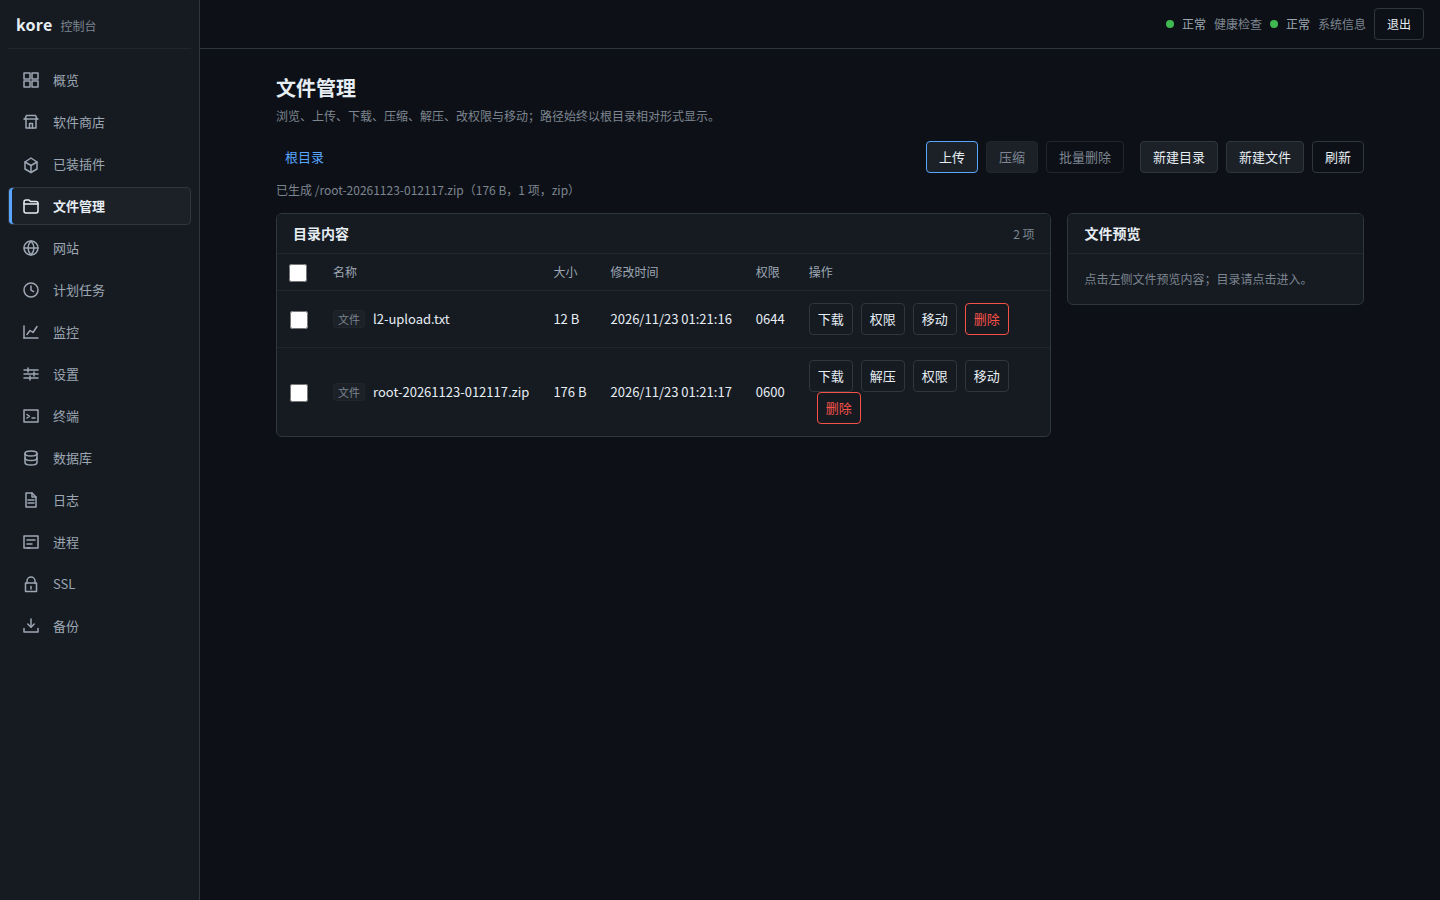 kore 控制台
正常 健康检查 正常 系统信息 退出
概览
软件商店
已装插件
文件管理
网站
计划任务
监控
设置
终端
数据库
日志
进程
SSL
备份
文件管理
浏览、上传、下载、压缩、解压、改权限与移动；路径始终以根目录相对形式显示。
根目录 上传 压缩 批量删除 新建目录 新建文件 刷新
已生成 /root-20261123-012117.zip（176 B，1 项，zip）
目录内容 2 项
名称 大小 修改时间 权限 操作
文件 l2-upload.txt 12 B 2026/11/23 01:21:16 0644 下载 权限 移动 删除
文件 root-20261123-012117.zip 176 B 2026/11/23 01:21:17 0600 下载 解压 权限 移动
删除
文件预览
点击左侧文件预览内容；目录请点击进入。